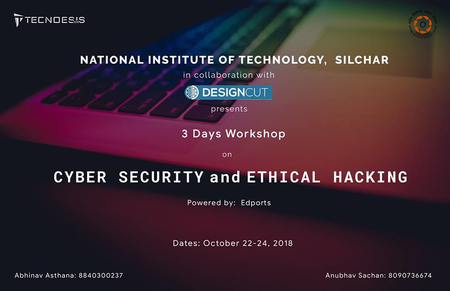 TECNOESIS
NATIONAL INSTITUTE OF TECHNOLOGY, SILCHAR
in collaboration with
DESIGNCUT
presents
3 Days Workshop
on
CYBER SECURITY and ETHICAL HACKING
Powered by: Edports
Dates: October 22-24, 2018
Abhinav Asthana: 8840300237
Anubhav Sachan: 8090736674